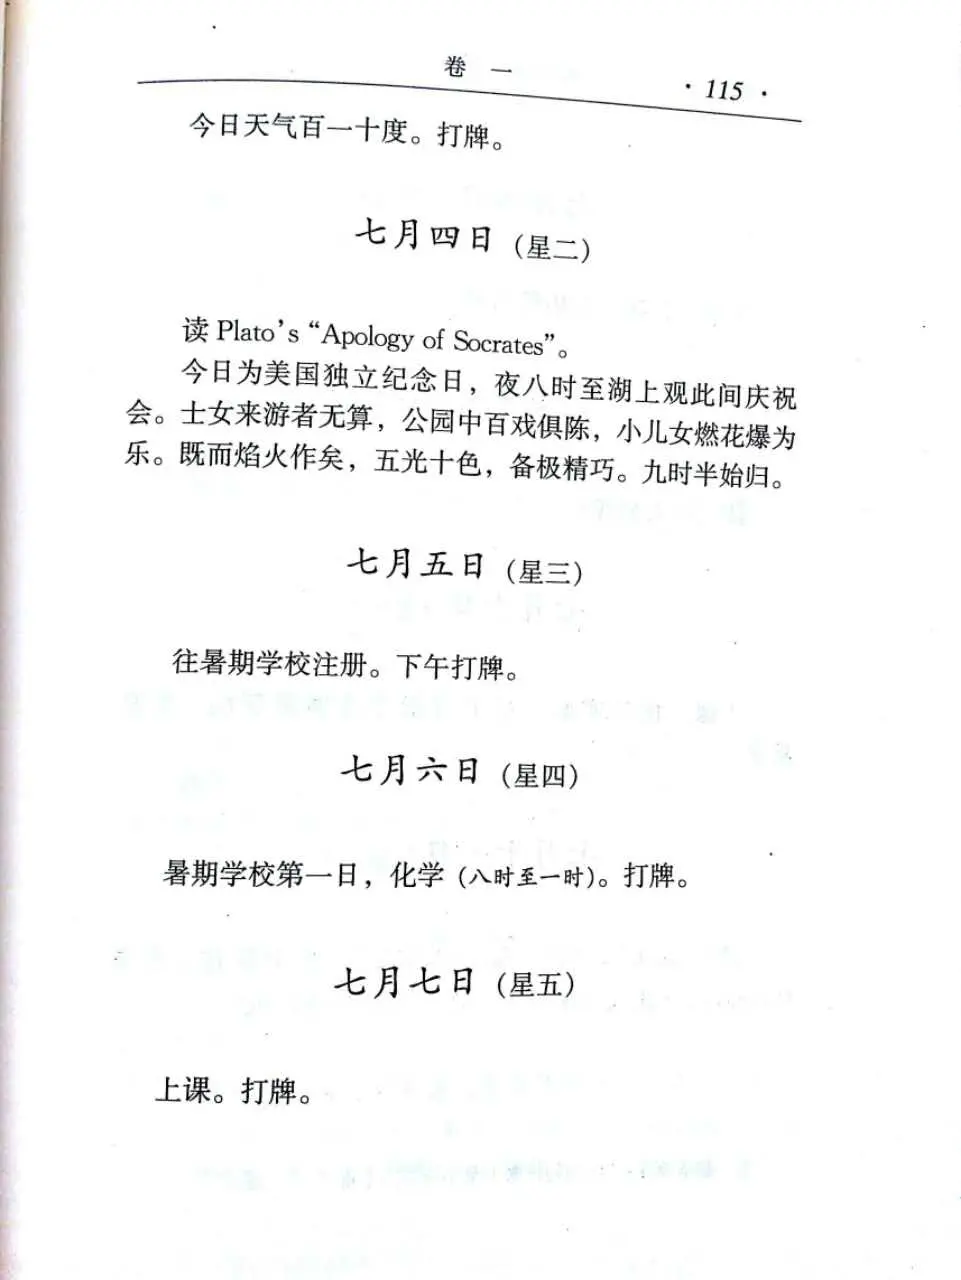 卷 一
· 115 ·
今日天气百一十度。打牌。
七月四日（星二）
读 Plato's “Apology of Socrates”。
今日为美国独立纪念日，夜八时至湖上观此间庆祝
会。士女来游者无算，公园中百戏俱陈，小儿女燃花爆为
乐。既而焰火作矣，五光十色，备极精巧。九时半始归。
七月五日（星三）
往暑期学校注册。下午打牌。
七月六日（星四）
暑期学校第一日，化学（八时至一时）。打牌。
七月七日（星五）
上课。打牌。